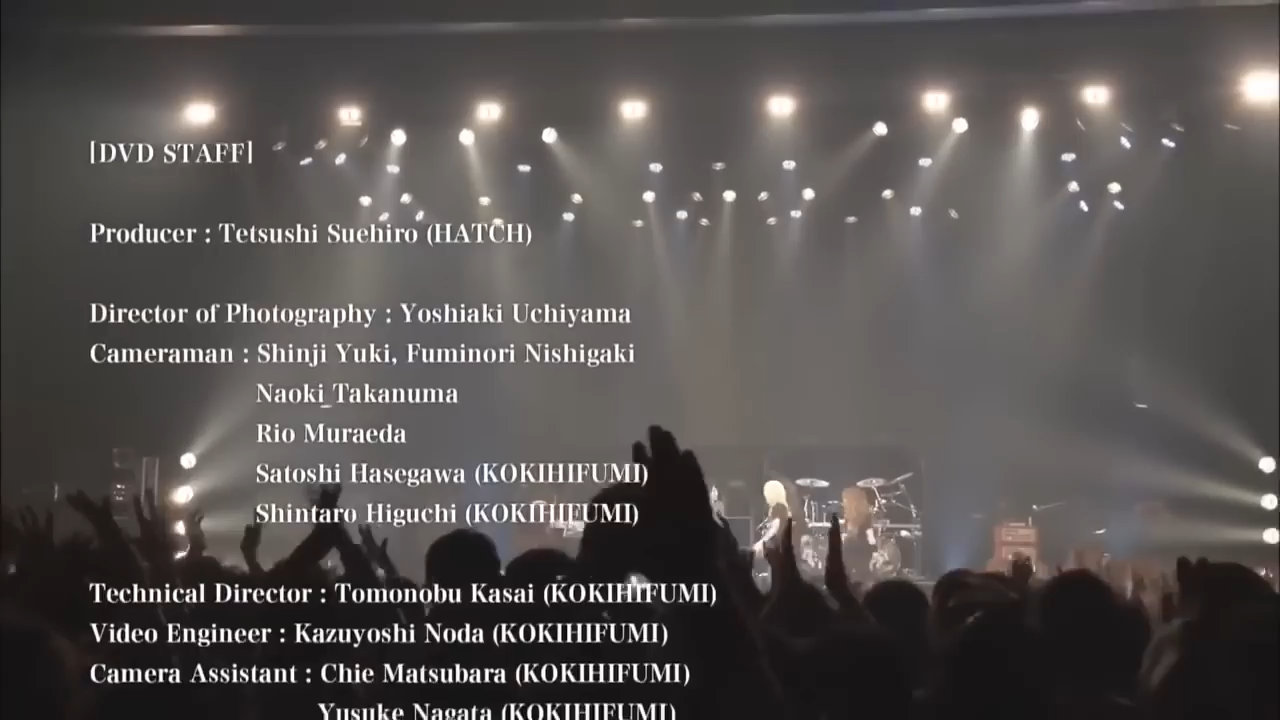 [DVD STAFF]
Producer : Tetsushi Suehiro (HATCH)
Director of Photography : Yoshiaki Uchiyama
Cameraman : Shinji Yuki, Fuminori Nishigaki
Naoki Takanuma
Rio Muraeda
Satoshi Hasegawa (KOKIHIFUMI)
Shintaro Higuchi (KOKIHIFUMI)
Technical Director : Tomonobu Kasai (KOKIHIFUMI)
Video Engineer : Kazuyoshi Noda (KOKIHIFUMI)
Camera Assistant : Chie Matsubara (KOKIHIFUMI)
Yusuke Nagata (KOKIHIFUMI)